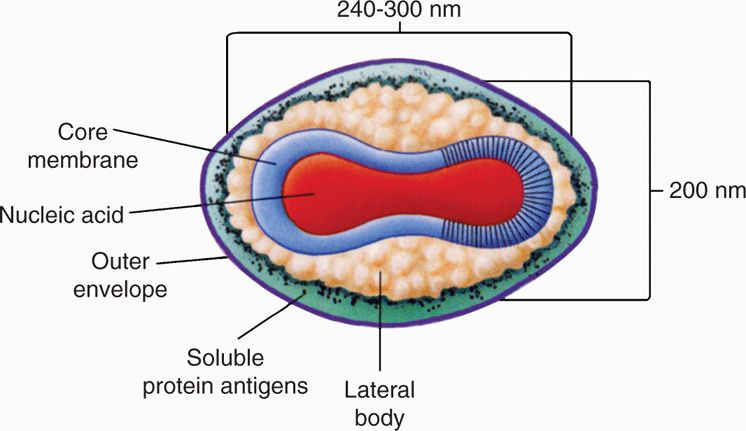 240-300 nm
Core
membrane
Nucleic acid
Outer
envelope
Soluble
protein antigens
Lateral
body
200 nm